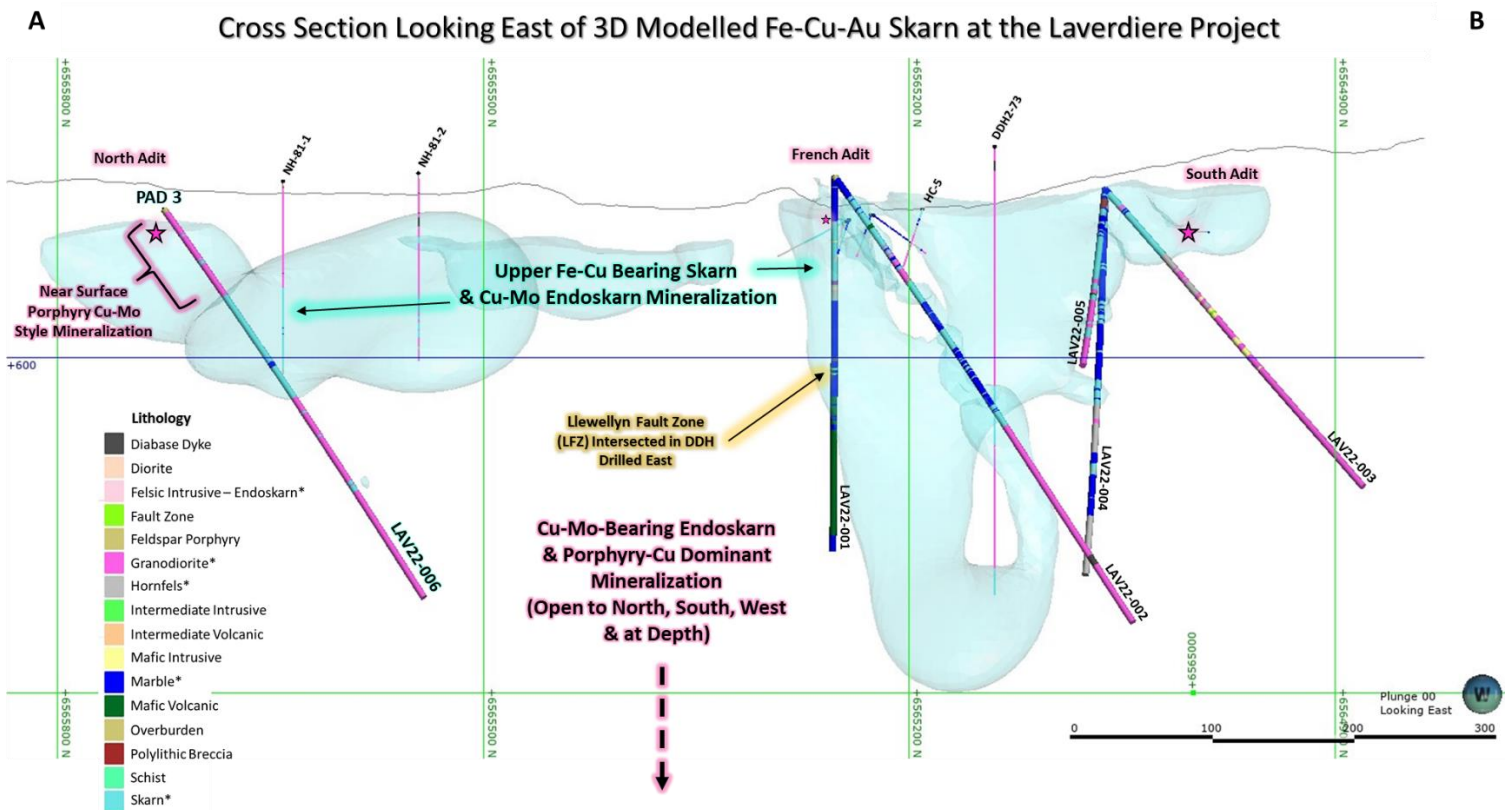 A
Cross Section Looking East of 3D Modelled Fe-Cu-Au Skarn at the Laverdiere Project
B
+6565800 N
+6565500 N
+6565200 N
+6564900 N
North Adit
NH-81-1
NH-81-2
French Adit
HC-5
DDH2-73
South Adit
PAD 3
Near Surface
Porphyry Cu-Mo
Style Mineralization
Upper Fe-Cu Bearing Skarn
& Cu-Mo Endoskarn Mineralization
+600
Llewellyn Fault Zone
(LFZ) Intersected in DDH
Drilled East
LAV22-005
LAV22-003
LAV22-004
LAV22-001
LAV22-006
LAV22-002
Cu-Mo-Bearing Endoskarn
& Porphyry-Cu Dominant
Mineralization
(Open to North, South, West
& at Depth)
Lithology
Diabase Dyke
Diorite
Felsic Intrusive – Endoskarn*
Fault Zone
Feldspar Porphyry
Granodiorite*
Hornfels*
Intermediate Intrusive
Intermediate Volcanic
Mafic Intrusive
Marble*
Mafic Volcanic
Overburden
Polylithic Breccia
Schist
Skarn*
+6565800 N
+6565500 N
+6565200 N
Plunge 00
Looking East
W
0
100
200
300